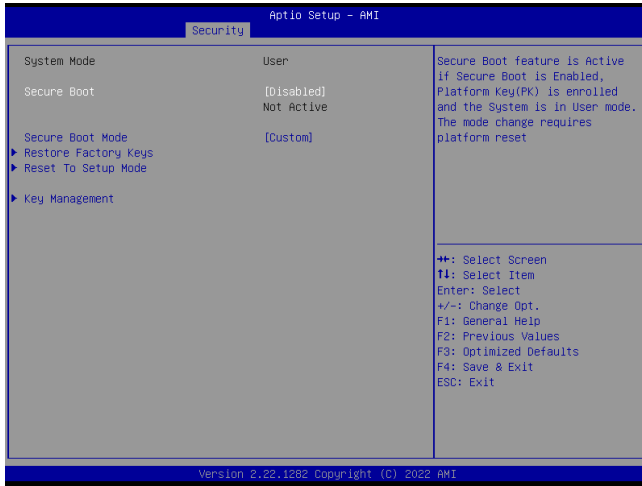 Aptio Setup - AMI
Security
System Mode User
Secure Boot [Disabled]
Not Active
Secure Boot Mode [Custom]
Restore Factory Keys
Reset To Setup Mode
Key Management
Secure Boot feature is Active
if Secure Boot is Enabled,
Platform Key(PK) is enrolled
and the System is in User mode.
The mode change requires
platform reset
→←: Select Screen
↑↓: Select Item
Enter: Select
+/-: Change Opt.
F1: General Help
F2: Previous Values
F3: Optimized Defaults
F4: Save & Exit
ESC: Exit
Version 2.22.1282 Copyright (C) 2022 AMI